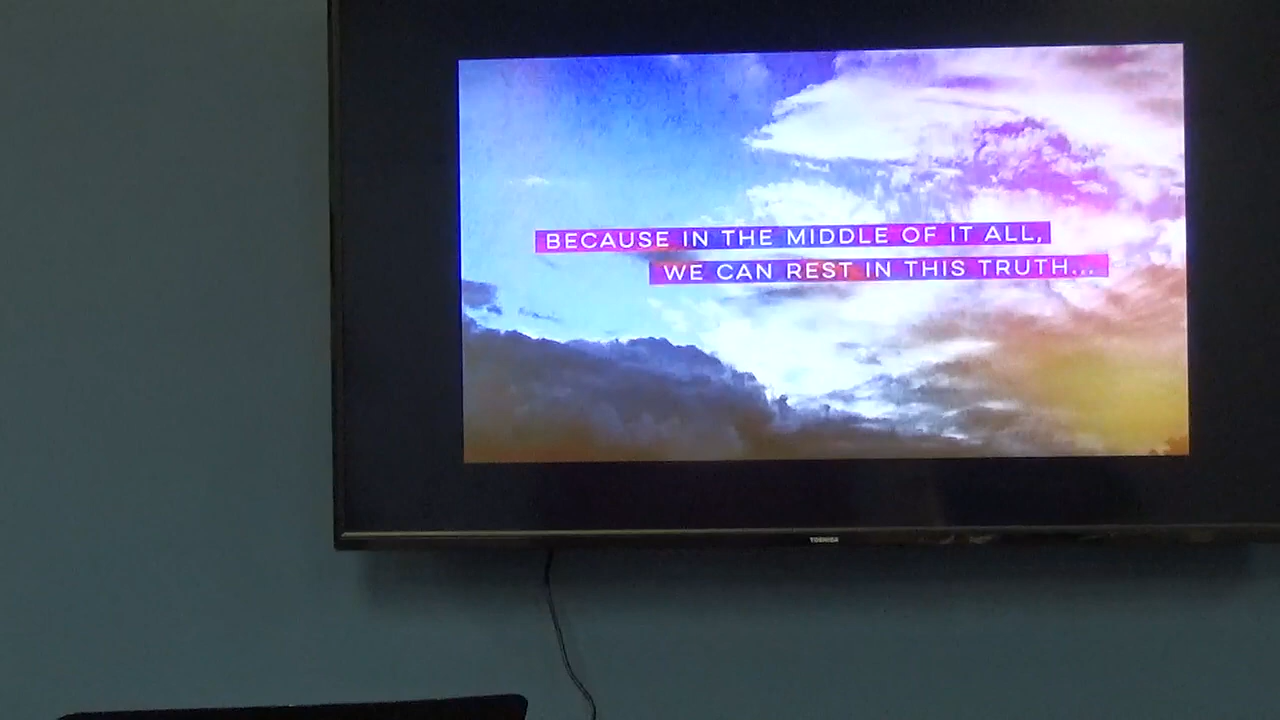 BECAUSE IN THE MIDDLE OF IT ALL,
WE CAN REST IN THIS TRUTH...
TOSHIBA